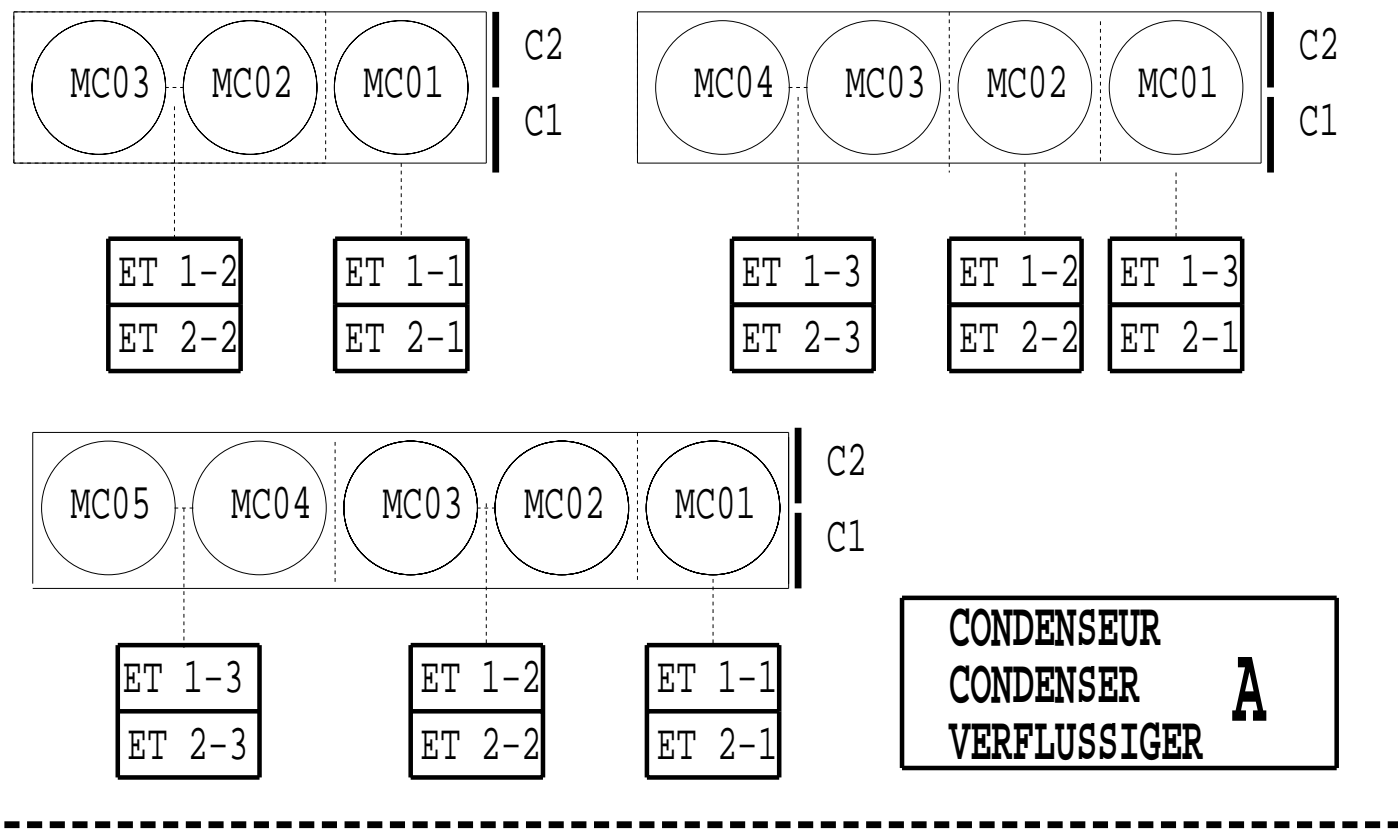 MC03 MC02 MC01 C2
C1
ET 1-2 ET 1-1
ET 2-2 ET 2-1
MC04 MC03 MC02 MC01 C2
C1
ET 1-3 ET 1-2 ET 1-3
ET 2-3 ET 2-2 ET 2-1
MC05 MC04 MC03 MC02 MC01 C2
C1
ET 1-3 ET 1-2 ET 1-1
ET 2-3 ET 2-2 ET 2-1
CONDENSEUR
CONDENSER A
VERFLUSSIGER